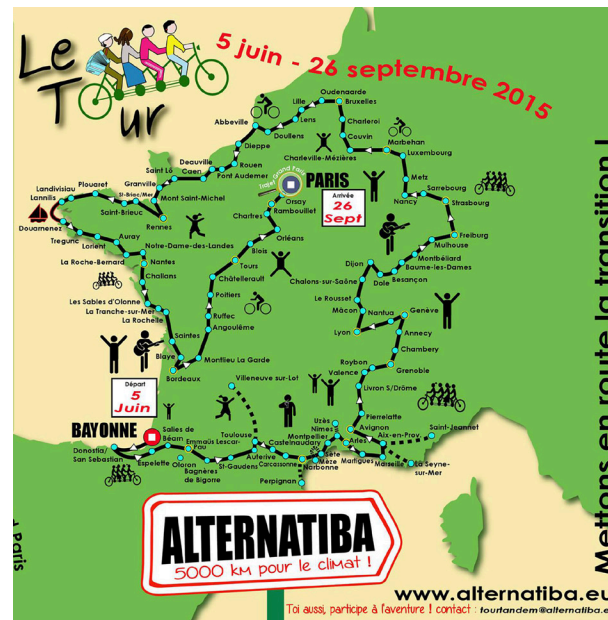 Le
Tour
5 juin - 26 septembre 2015
Oudenaarde
Lille
Bruxelles
Abbeville
Lens
Charleroi
Doullens
Couvin
Dieppe
Marbehan
Charleville-Mézières
Luxembourg
Deauville
Rouen
Saint Lô
Caen
Pont Audemer
Metz
Landivisiau
Plouaret
Granville
St-Briac/Mer
Mont Saint-Michel
Trajet Grand Paris
PARIS
Sarrebourg
Lannilis
Orsay
Nancy
Strasbourg
Saint-Brieuc
Rennes
Chartres
Rambouillet
Arrivée
26
Sept
Douarnenez
Tregunc
Auray
Orléans
Freiburg
Lorient
Notre-Dame-des-Landes
Blois
Mulhouse
La Roche-Bernard
Nantes
Tours
Dijon
Montbéliard
Baume-les-Dames
Challans
Châtellerault
Chalons-sur-Saône
Dole
Besançon
Les Sables d'Olonne
Poitiers
Le Rousset
La Tranche-sur-Mer
Ruffec
Mâcon
Nantua
Genève
La Rochelle
Angoulême
Lyon
Annecy
Saintes
Chambery
Blaye
Montlieu La Garde
Roybon
Grenoble
Bordeaux
Valence
Départ
5
Juin
Villeneuve sur-Lot
Livron S/Drôme
Pierrelatte
BAYONNE
Salies de
Béarn
Toulouse
Uzès
Nîmes
Avignon
Saint-Jeannet
Emmaüs Lescar
Castelnaudary
Montpellier
Arles
Aix-en-Prov
Donostia/
San Sebastian
Pau
Sète
Mèze
Espelette
Oloron
St-Gaudens
Auterive
Carcassonne
Narbonne
Martigues
Marseille
La Seyne-
sur-Mer
Bagnères
de Bigorre
Perpignan
ALTERNATIBA
5000 km pour le climat !
www.alternatiba.eu
Toi aussi, participe à l'aventure ! contact : tourtandem@alternatiba.e
Mettons en route la transition !
à Paris